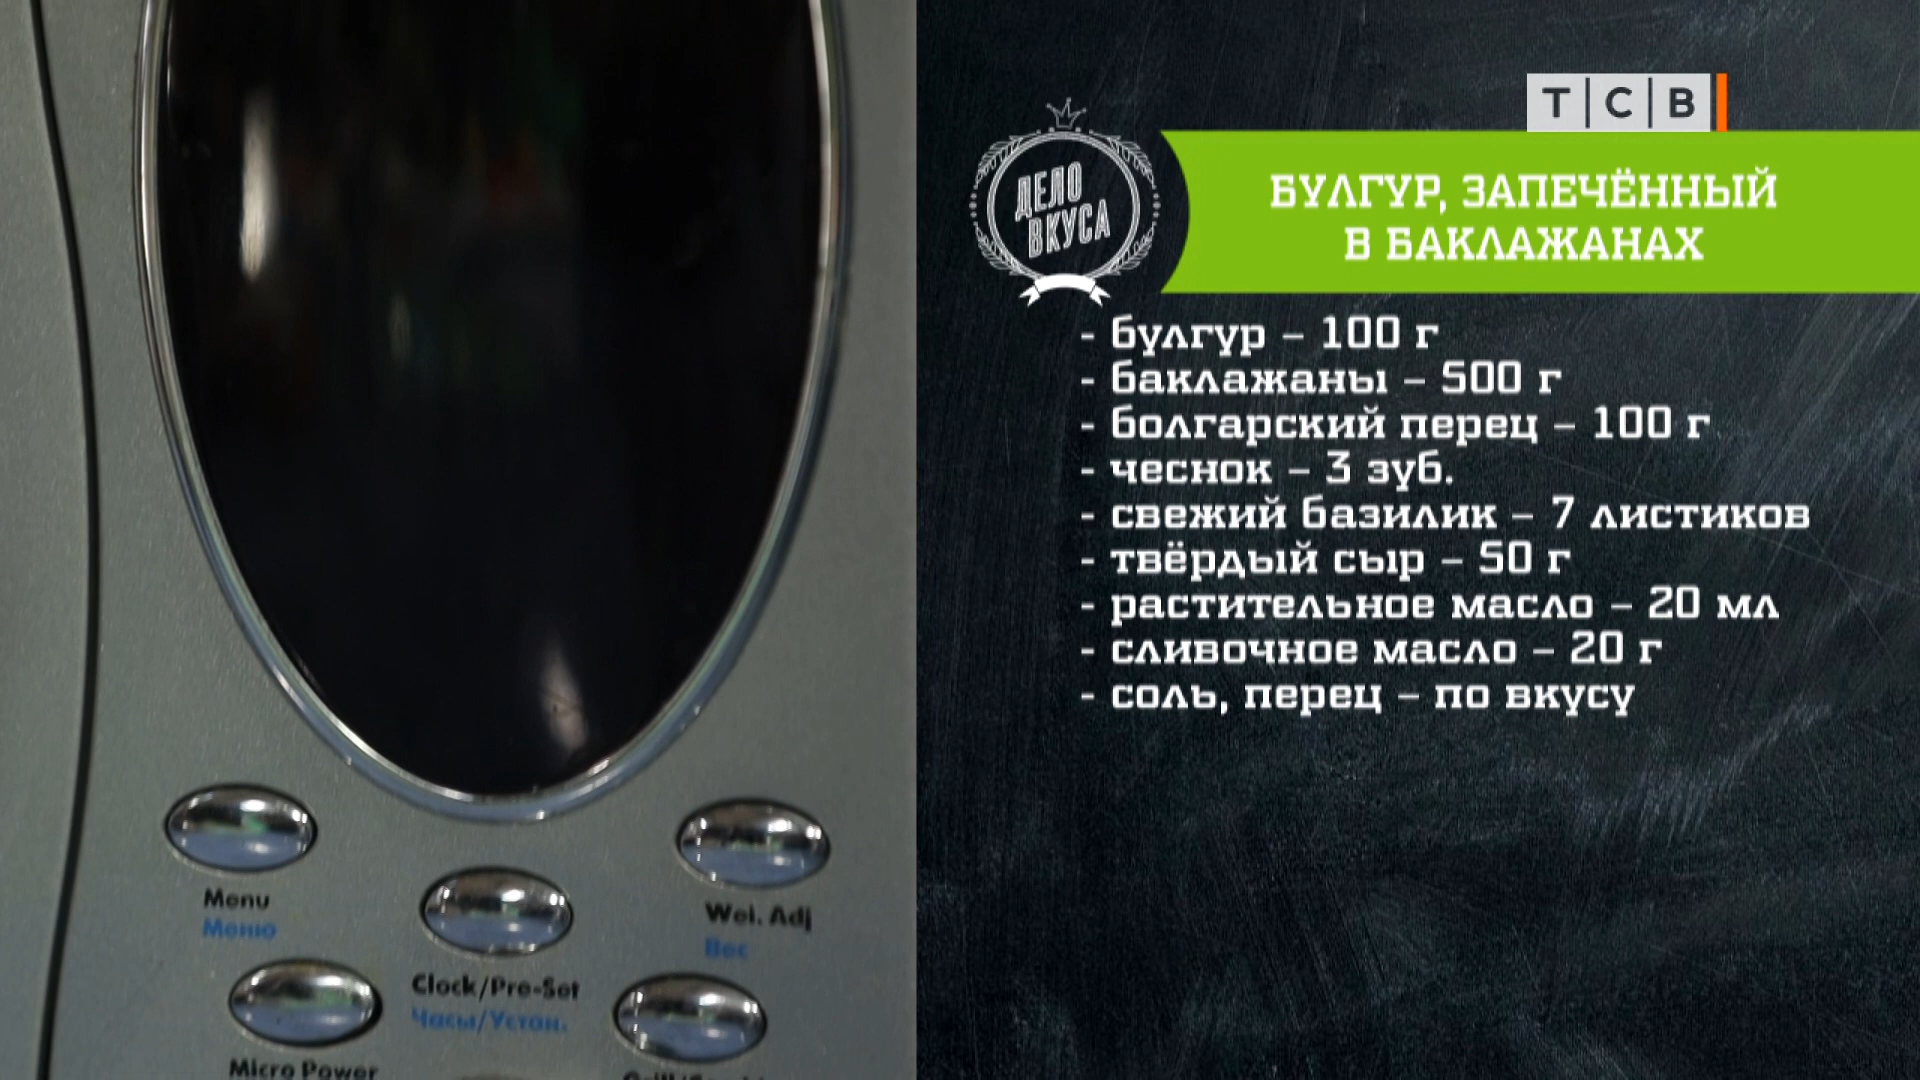 Menu
Меню
Clock/Pre-Set
Часы/Устан.
Wei. Adj
Вес
Micro Power
ТСВ
ДЕЛО
ВКУСА
БУЛГУР, ЗАПЕЧЁННЫЙ
В БАКЛАЖАНАХ
- булгур – 100 г
- баклажаны – 500 г
- болгарский перец – 100 г
- чеснок – 3 зуб.
- свежий базилик – 7 листиков
- твёрдый сыр – 50 г
- растительное масло – 20 мл
- сливочное масло – 20 г
- соль, перец – по вкусу